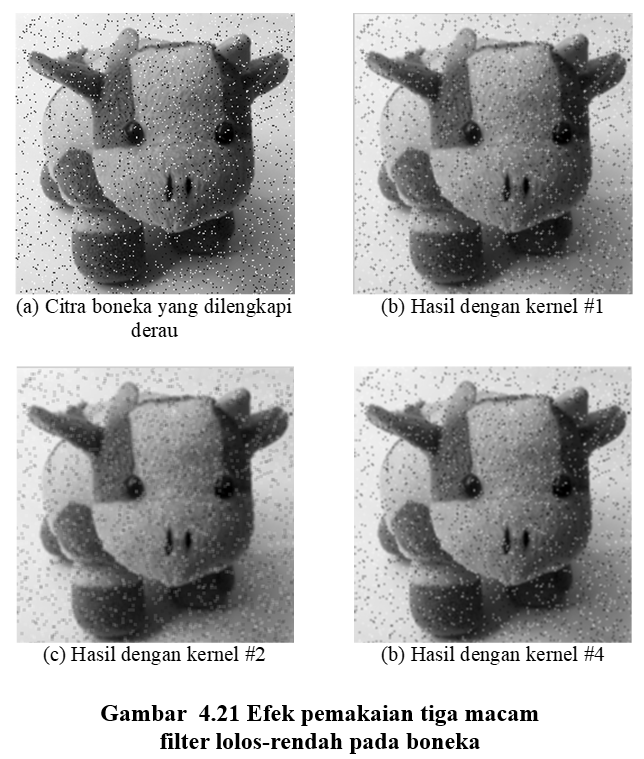 (a) Citra boneka yang dilengkapi
derau
(b) Hasil dengan kernel #1
(c) Hasil dengan kernel #2
(b) Hasil dengan kernel #4
Gambar 4.21 Efek pemakaian tiga macam
filter lolos-rendah pada boneka